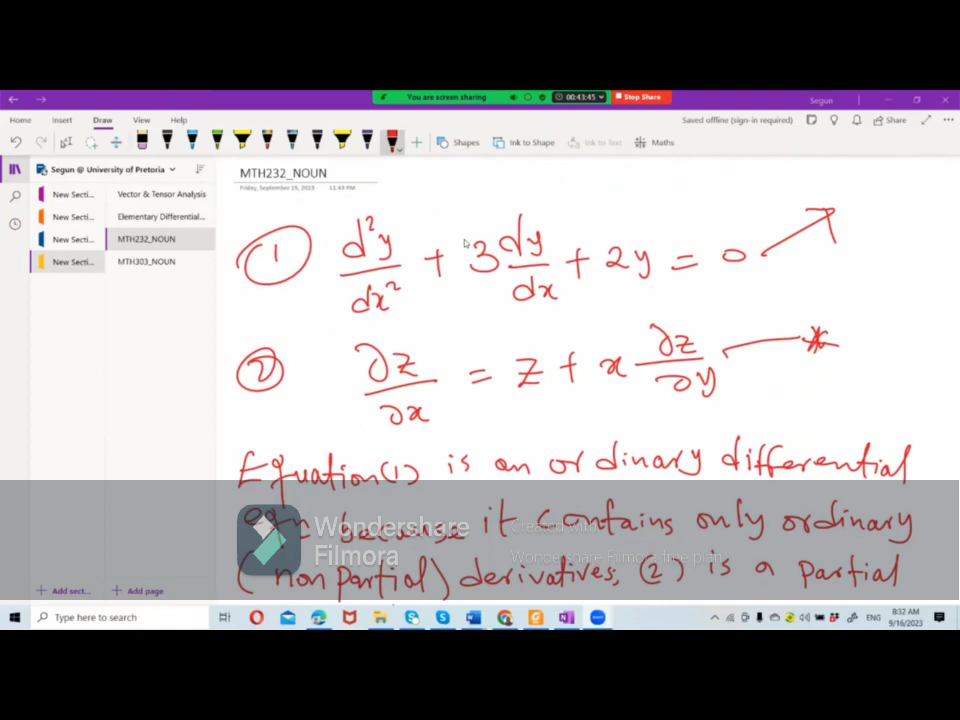 You are screen sharing 00:43:45 Stop Share
Segun
Home Insert Draw View Help Saved offline (sign-in required) Share
Shapes Ink to Shape Ink to Text Maths
Segun @ University of Pretoria
New Secti... Vector & Tensor Analysis
New Secti... Elementary Differential...
New Secti... MTH232_NOUN
New Secti... MTH303_NOUN
+ Add sect... + Add page
MTH232_NOUN
Friday, September 15, 2023 11:40 PM
① d²y/dx² + 3 dy/dx + 2y = 0
② ∂z/∂x = z + x ∂z/∂y
Equation(1) is an ordinary differential
eqn because it contains only ordinary
(non partial) derivatives, (2) is a partial
Wondershare
Filmora
Created with
Wondershare Filmora free plan
Type here to search
ENG 8:32 AM
9/16/2023